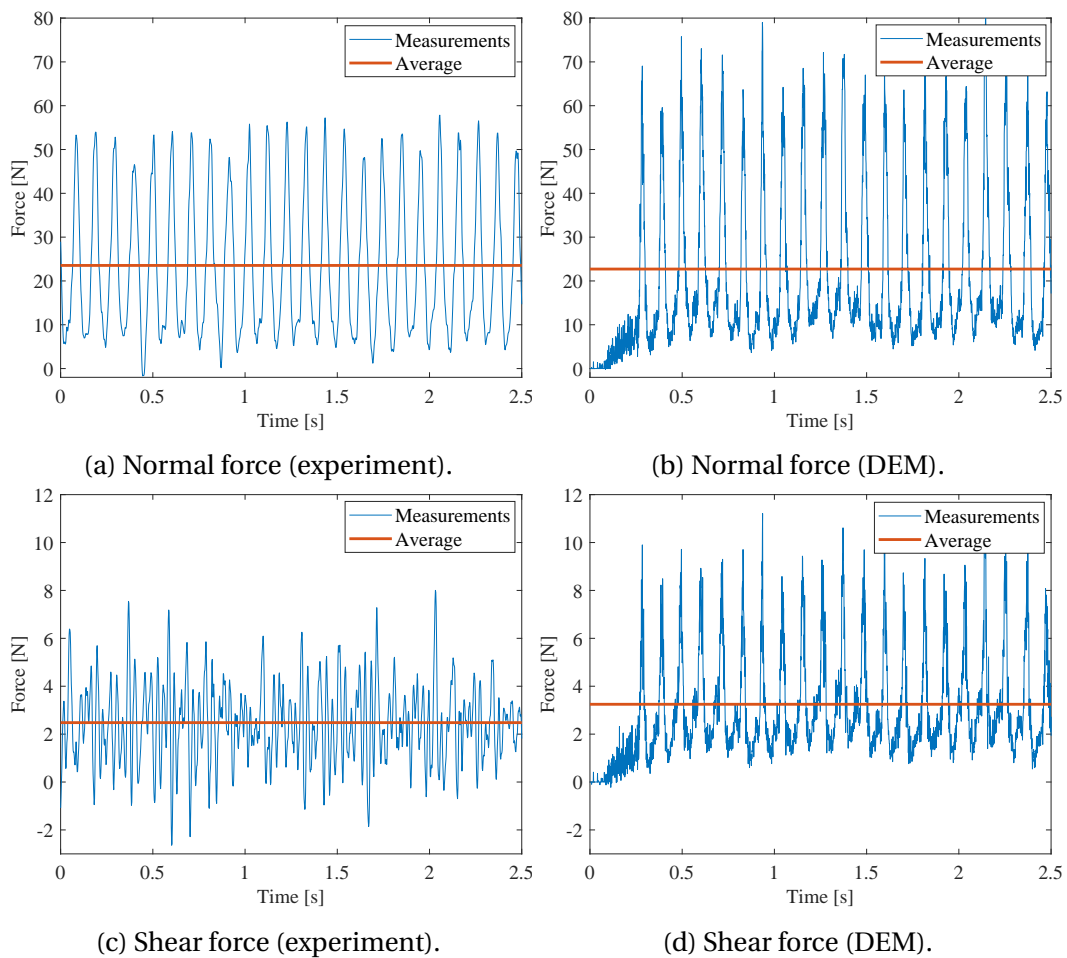 80
70
60
50
40
30
20
10
0
Force [N]
Measurements
Average
0 0.5 1 1.5 2 2.5
Time [s]
(a) Normal force (experiment).
80
70
60
50
40
30
20
10
0
Force [N]
Measurements
Average
0 0.5 1 1.5 2 2.5
Time [s]
(b) Normal force (DEM).
12
10
8
6
4
2
0
-2
Force [N]
Measurements
Average
0 0.5 1 1.5 2 2.5
Time [s]
(c) Shear force (experiment).
12
10
8
6
4
2
0
-2
Force [N]
Measurements
Average
0 0.5 1 1.5 2 2.5
Time [s]
(d) Shear force (DEM).